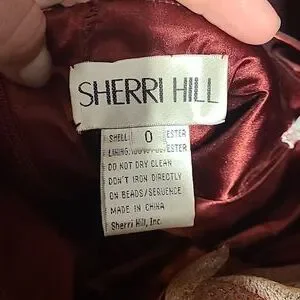 SHERRI HILL
SHELL 0 ESTER
LINING: ESTER
DO NOT DRY CLEAN
DON'T IRON DIRECTLY
ON BEADS/SEQUENCE
MADE IN CHINA
Sherri Hill, Inc.